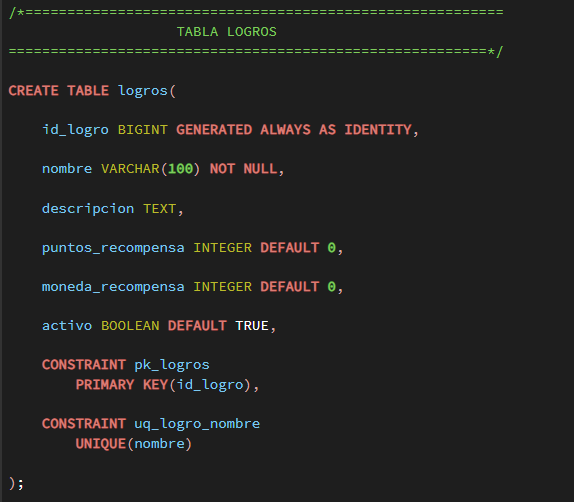 /*=========================================================
TABLA LOGROS
=========================================================*/
CREATE TABLE logros(
id_logro BIGINT GENERATED ALWAYS AS IDENTITY,
nombre VARCHAR(100) NOT NULL,
descripcion TEXT,
puntos_recompensa INTEGER DEFAULT 0,
moneda_recompensa INTEGER DEFAULT 0,
activo BOOLEAN DEFAULT TRUE,
CONSTRAINT pk_logros
PRIMARY KEY(id_logro),
CONSTRAINT uq_logro_nombre
UNIQUE(nombre)
);